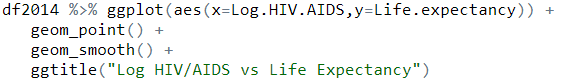 df2014 %>% ggplot(aes(x=Log.HIV.AIDS,y=Life.expectancy)) +
geom_point() +
geom_smooth() +
ggtitle("Log HIV/AIDS vs Life Expectancy")